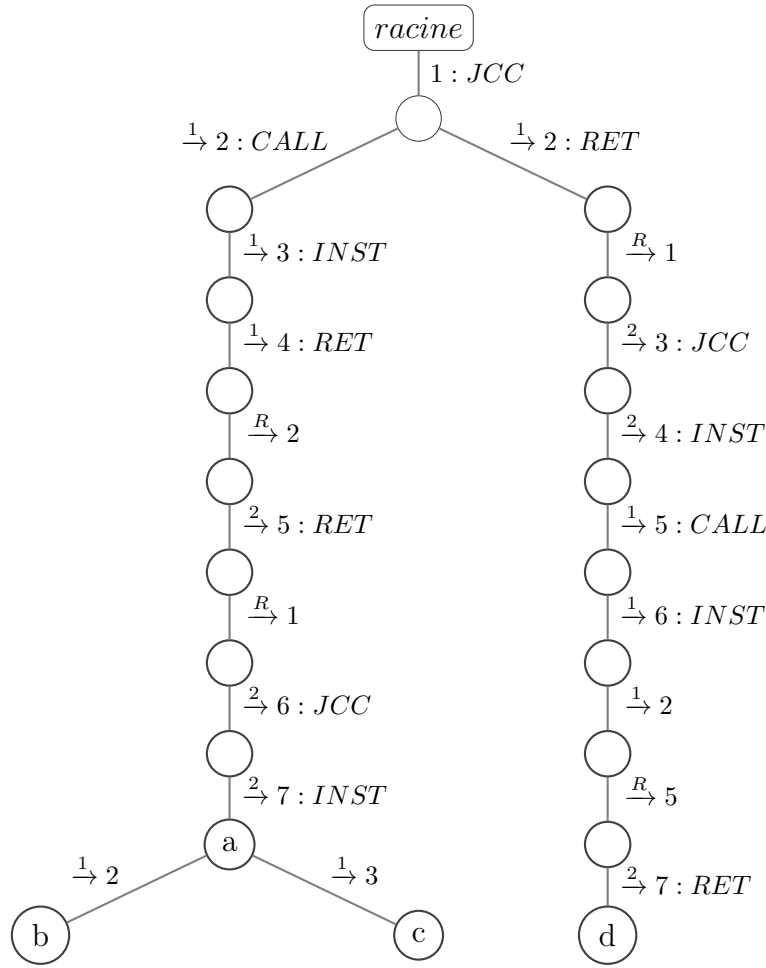 racine
1 : JCC
1→ 2 : CALL
1→ 2 : RET
1→ 3 : INST
R→ 1
1→ 4 : RET
2→ 3 : JCC
R→ 2
2→ 4 : INST
2→ 5 : RET
1→ 5 : CALL
R→ 1
1→ 6 : INST
2→ 6 : JCC
1→ 2
2→ 7 : INST
R→ 5
a
1→ 2
1→ 3
2→ 7 : RET
b
c
d